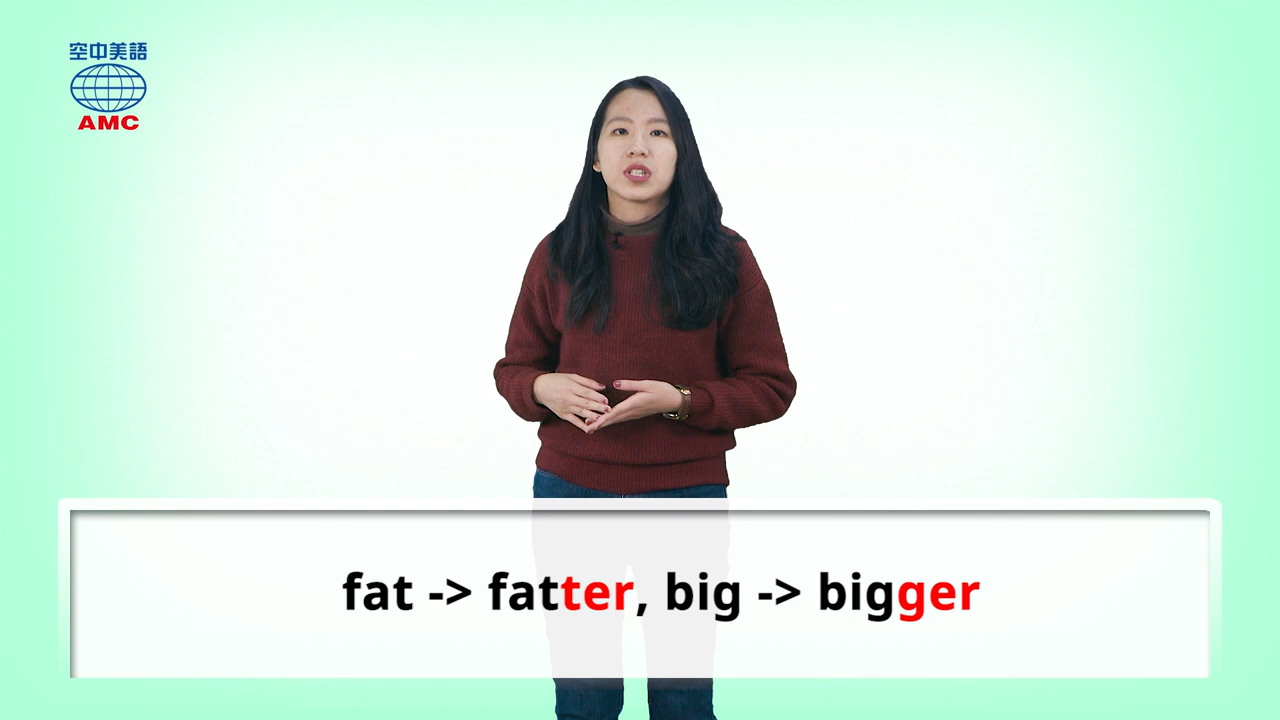 空中美語
AMC
fat -> fatter, big -> bigger